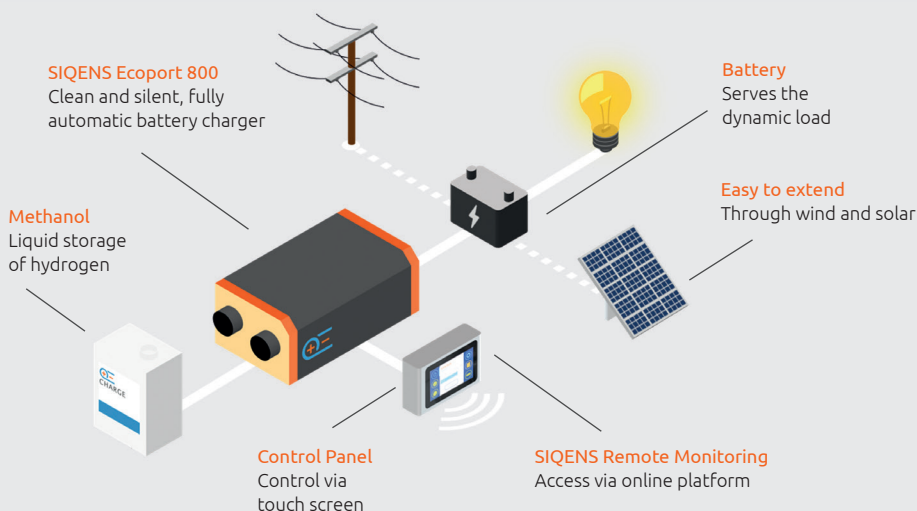 SIQENS Ecoport 800
Clean and silent, fully
automatic battery charger
Battery
Serves the
dynamic load
Easy to extend
Through wind and solar
Methanol
Liquid storage
of hydrogen
CHARGE
Control Panel
Control via
touch screen
SIQENS Remote Monitoring
Access via online platform